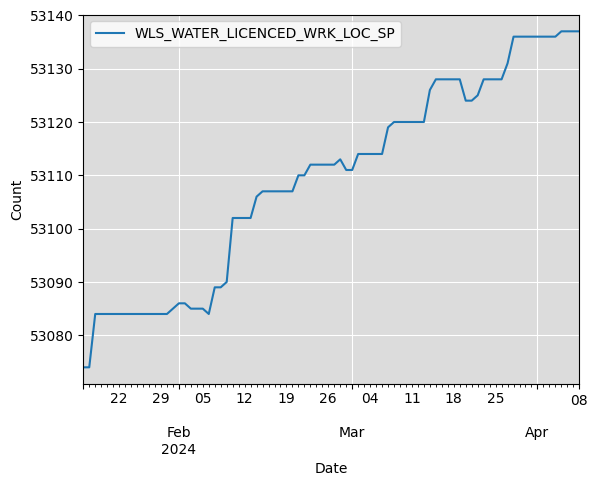 WLS_WATER_LICENCED_WRK_LOC_SP
53140
53130
53120
53110
53100
53090
53080
Count
22 29 05 12 19 26 04 11 18 25 08
Feb Mar Apr
2024
Date